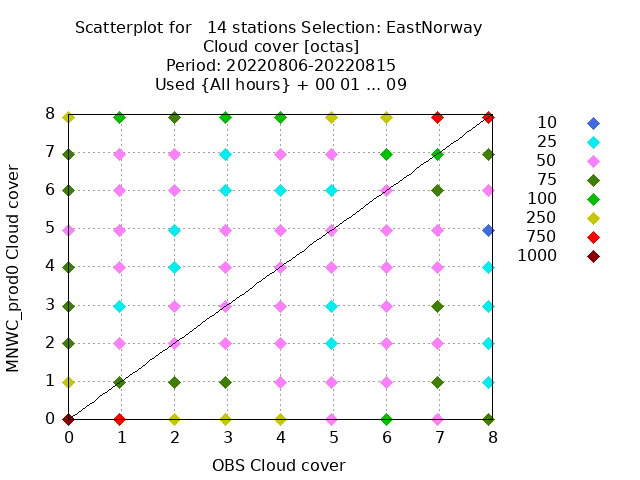 Scatterplot for   14 stations Selection: EastNorway
Cloud cover [octas]
Period: 20220806-20220815
Used {All hours} + 00 01 ... 09
8
7
6
5
4
3
2
1
0
MNWC_prod0 Cloud cover
0 1 2 3 4 5 6 7 8
OBS Cloud cover
10
25
50
75
100
250
750
1000